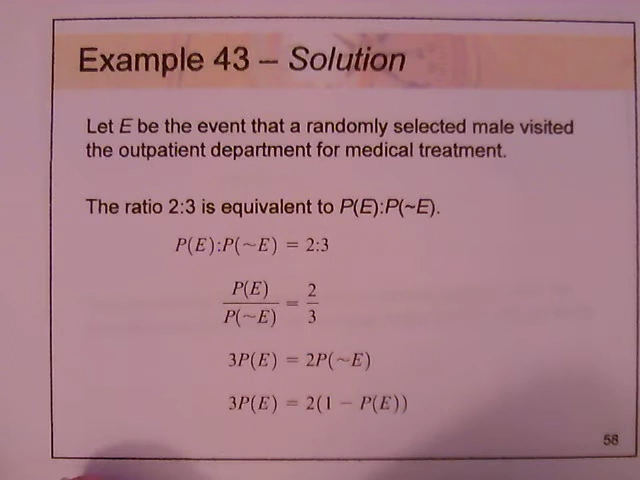 Example 43 – Solution
Let E be the event that a randomly selected male visited
the outpatient department for medical treatment.
The ratio 2:3 is equivalent to P(E):P(~E).
P(E):P(~E) = 2:3
P(E)/P(~E) = 2/3
3P(E) = 2P(~E)
3P(E) = 2(1 − P(E))
58